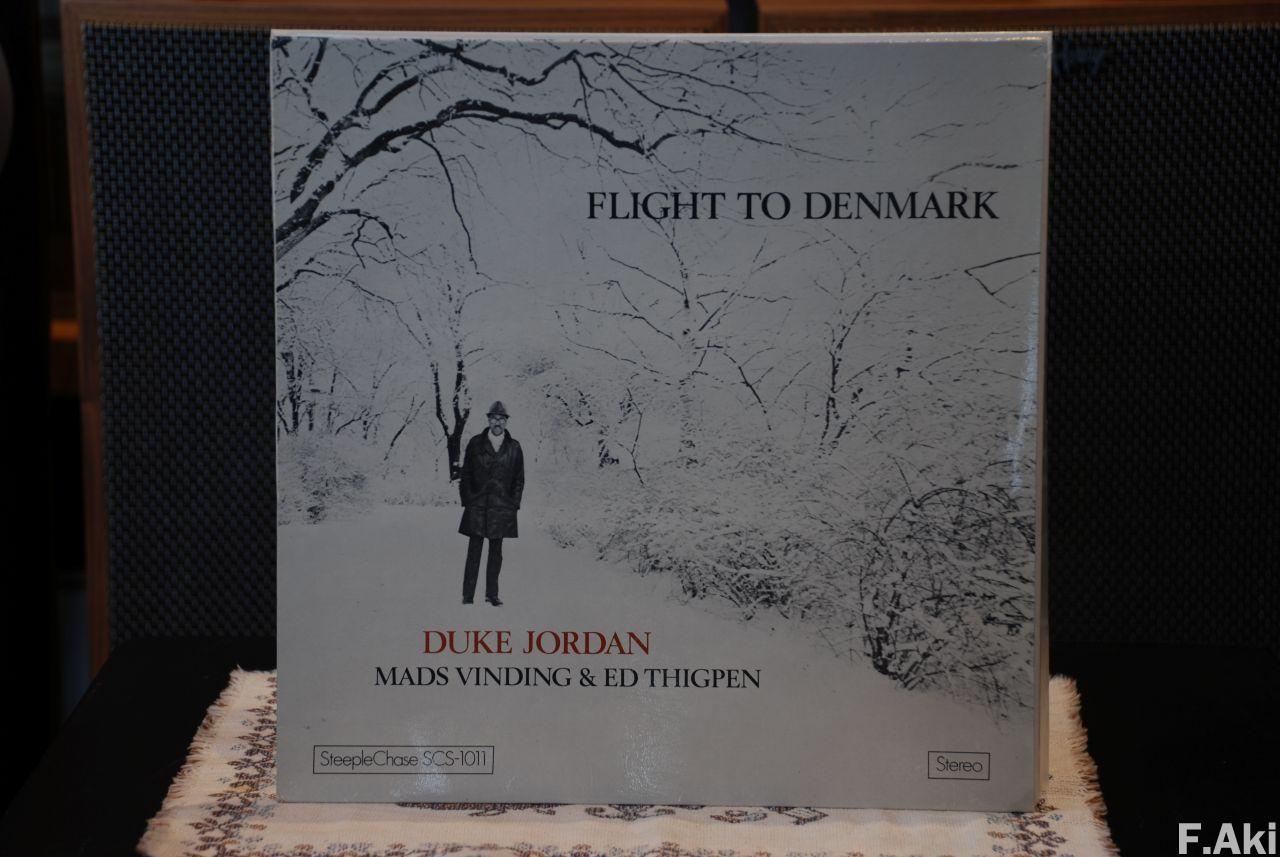 FLIGHT TO DENMARK
DUKE JORDAN
MADS VINDING & ED THIGPEN
SteepleChase SCS-1011
Stereo
F.Aki